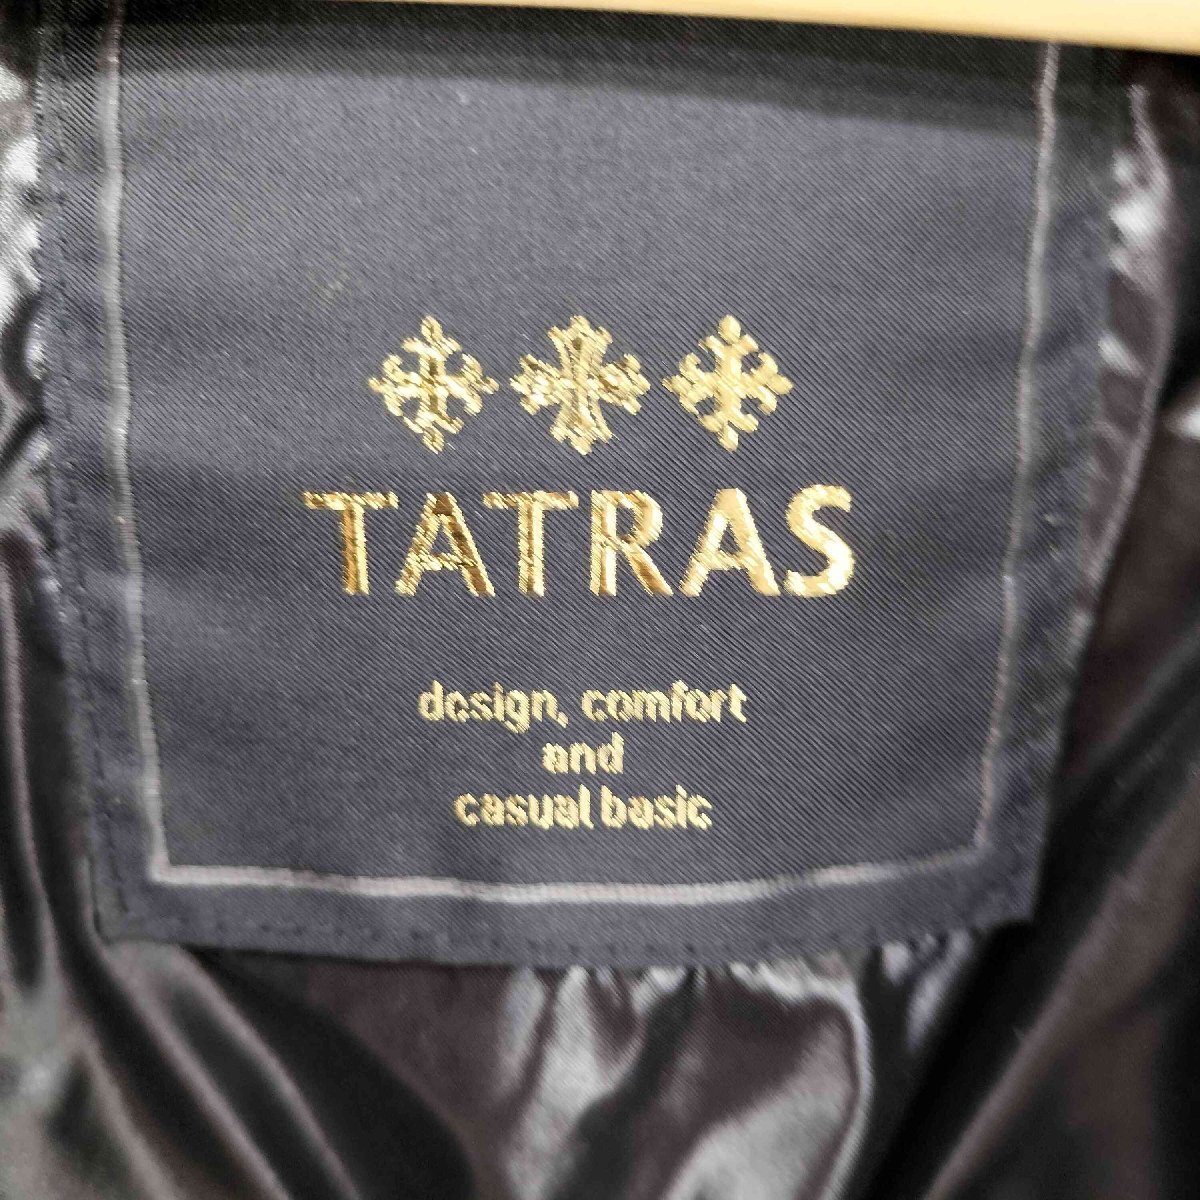 TATRAS
design, comfort
and
casual basic